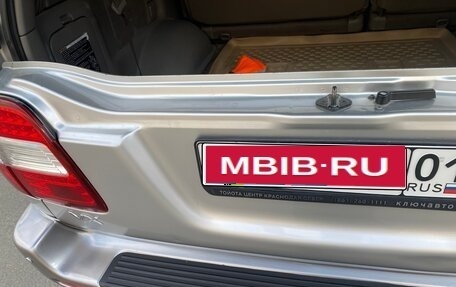 MBIB·RU
01
RUS
ТОЙОТА ЦЕНТР КРАСНОДАР
КЛЮЧАВТО